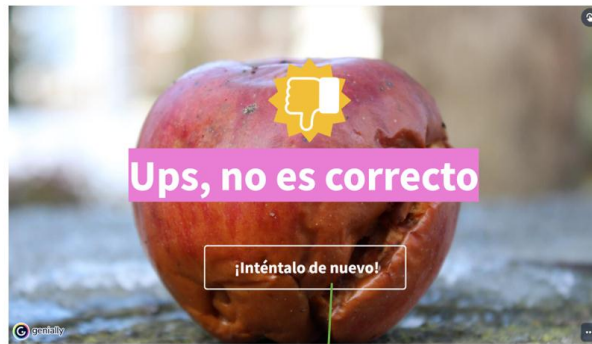 Ups, no es correcto
¡Inténtalo de nuevo!
genially